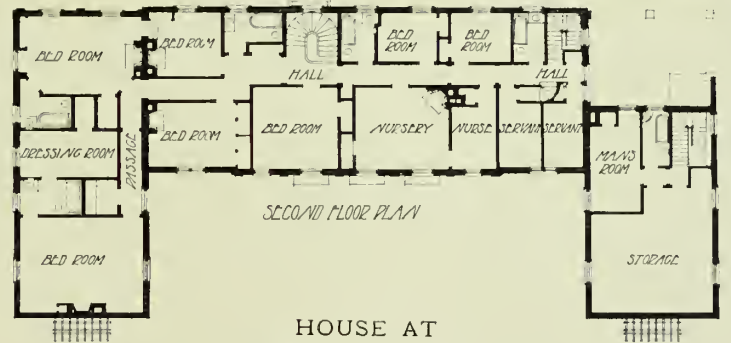 BED ROOM
BED ROOM
BED ROOM
BED ROOM
HALL
HALL
BED ROOM
BED ROOM
NURSERY
NURSE
SERVANT
SERVANT
DRESSING ROOM
PASSAGE
MAN'S ROOM
SECOND FLOOR PLAN
BED ROOM
STORAGE
HOUSE AT